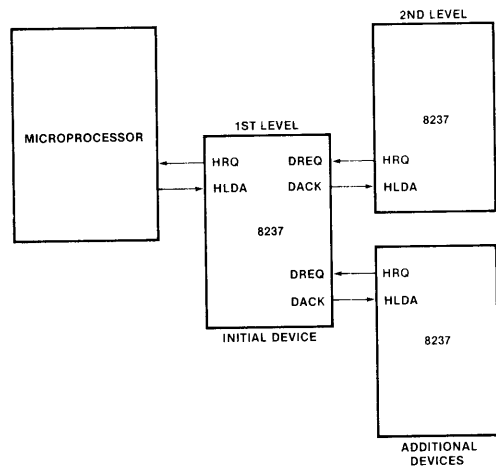 2ND LEVEL
8237
HRQ
HLDA
MICROPROCESSOR
1ST LEVEL
HRQ
HLDA
DREQ
DACK
8237
DREQ
DACK
INITIAL DEVICE
HRQ
HLDA
8237
ADDITIONAL
DEVICES